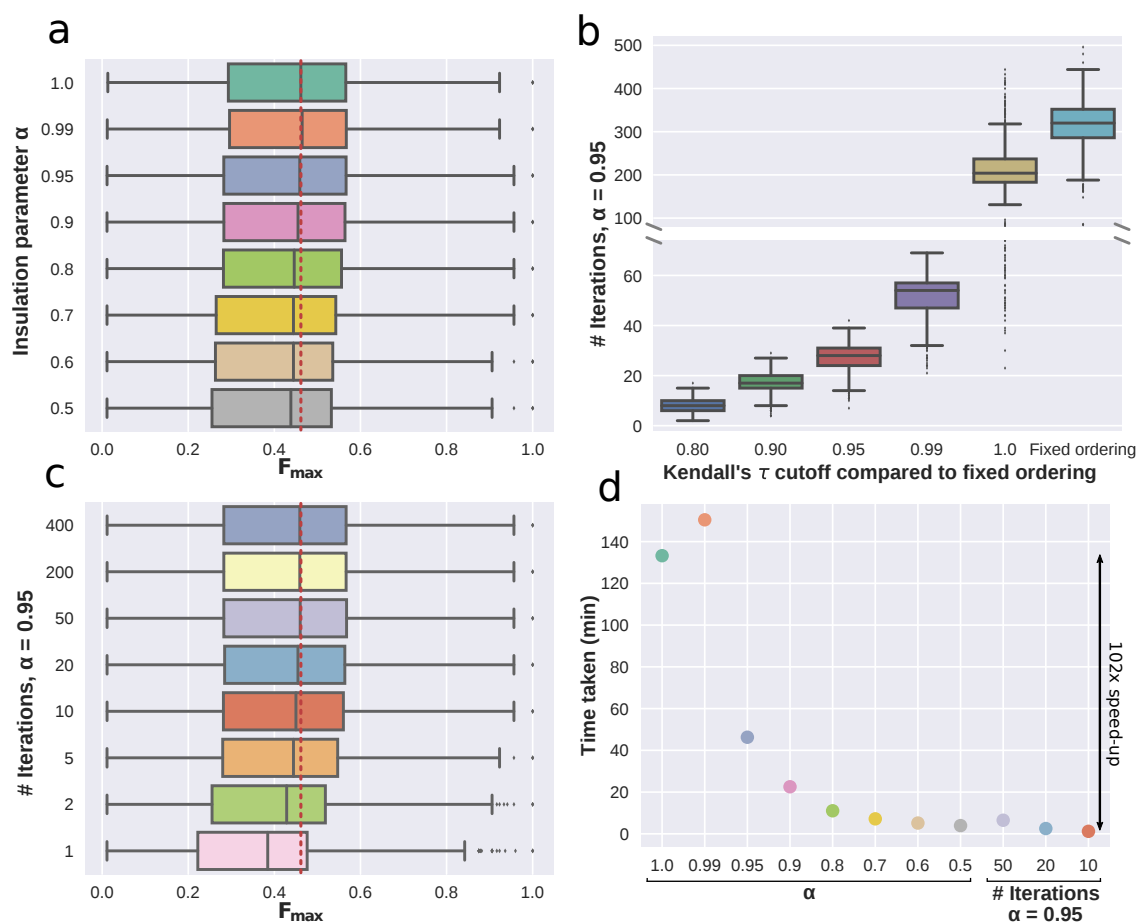 a
Insulation parameter α
1.0
0.99
0.95
0.9
0.8
0.7
0.6
0.5
0.0 0.2 0.4 0.6 0.8 1.0
Fmax
b
# Iterations, α = 0.95
500
400
300
200
100
60
40
20
0
0.80 0.90 0.95 0.99 1.0 Fixed ordering
Kendall's τ cutoff compared to fixed ordering
c
# Iterations, α = 0.95
400
200
50
20
10
5
2
1
0.0 0.2 0.4 0.6 0.8 1.0
Fmax
d
Time taken (min)
140
120
100
80
60
40
20
0
102x speed-up
1.0 0.99 0.95 0.9 0.8 0.7 0.6 0.5 50 20 10
α
# Iterations
α = 0.95